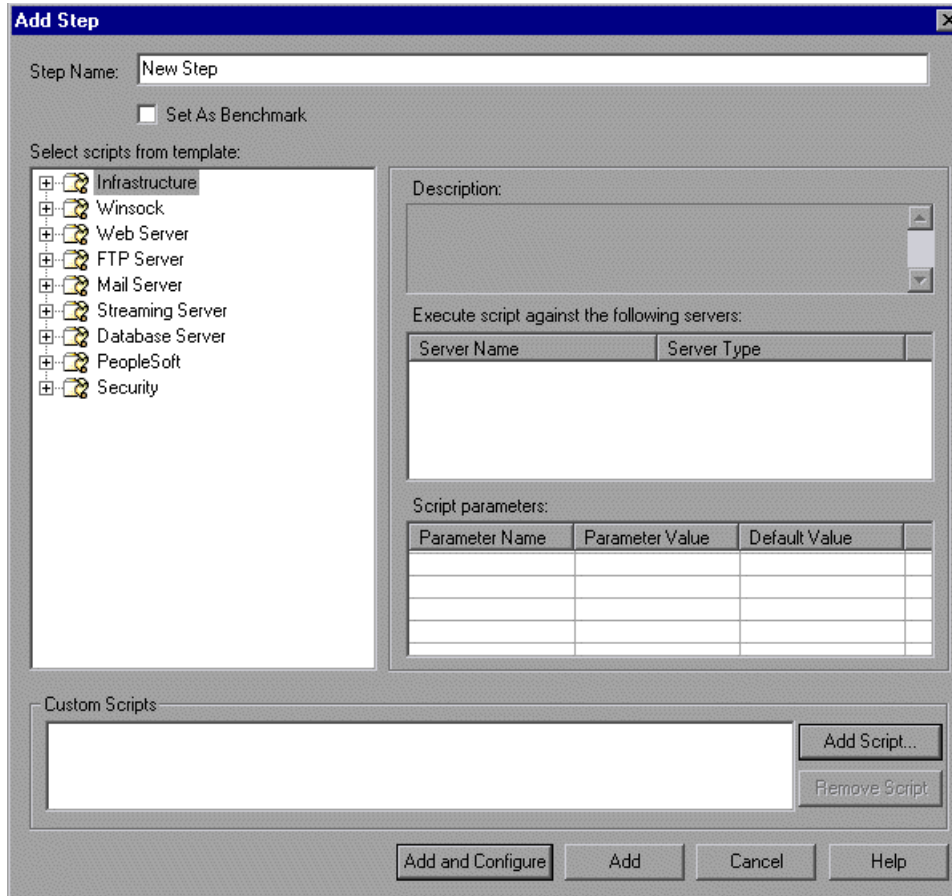 Add Step
Step Name: New Step
Set As Benchmark
Select scripts from template:
Infrastructure
Winsock
Web Server
FTP Server
Mail Server
Streaming Server
Database Server
PeopleSoft
Security
Description:
Execute script against the following servers:
Server Name Server Type
Script parameters:
Parameter Name Parameter Value Default Value
Custom Scripts
Add Script...
Remove Script
Add and Configure Add Cancel Help